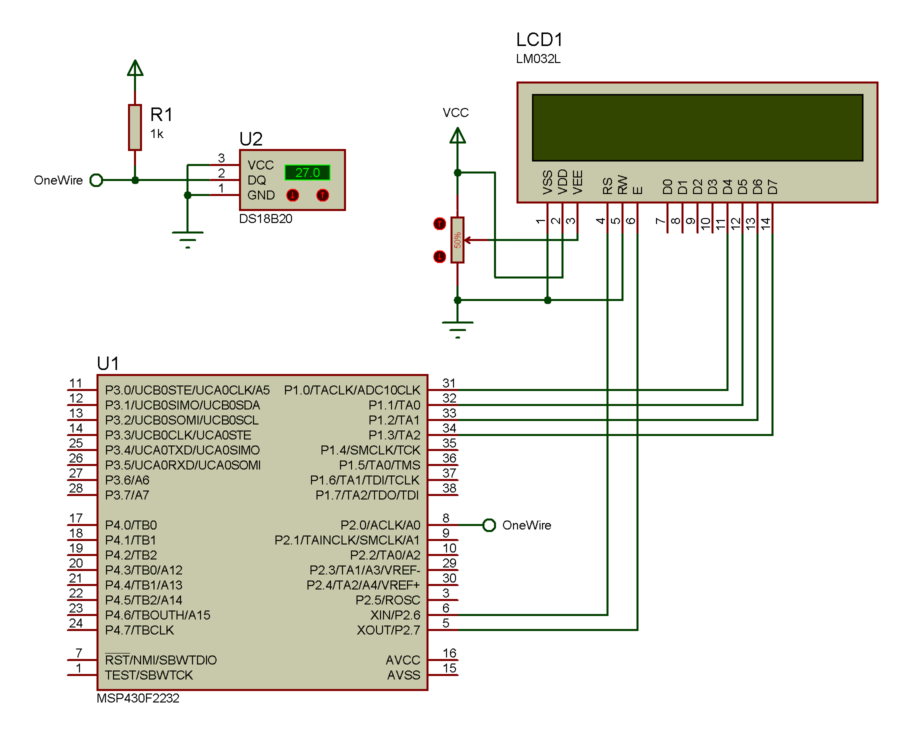 LCD1
LM032L
R1
1k
VCC
U2
3 VCC
2 DQ
1 GND
27.0
DS18B20
OneWire
50%
VSS
VDD
VEE
RS
RW
E
D0
D1
D2
D3
D4
D5
D6
D7
1
2
3
4
5
6
7
8
9
10
11
12
13
14
U1
11 P3.0/UCB0STE/UCA0CLK/A5 P1.0/TACLK/ADC10CLK 31
12 P3.1/UCB0SIMO/UCB0SDA P1.1/TA0 32
13 P3.2/UCB0SOMI/UCB0SCL P1.2/TA1 33
14 P3.3/UCB0CLK/UCA0STE P1.3/TA2 34
25 P3.4/UCA0TXD/UCA0SIMO P1.4/SMCLK/TCK 35
26 P3.5/UCA0RXD/UCA0SOMI P1.5/TA0/TMS 36
27 P3.6/A6 P1.6/TA1/TDI/TCLK 37
28 P3.7/A7 P1.7/TA2/TDO/TDI 38
17 P4.0/TB0 P2.0/ACLK/A0 8 OneWire
18 P4.1/TB1 P2.1/TAINCLK/SMCLK/A1 9
19 P4.2/TB2 P2.2/TA0/A2 10
20 P4.3/TB0/A12 P2.3/TA1/A3/VREF- 29
21 P4.4/TB1/A13 P2.4/TA2/A4/VREF+ 30
22 P4.5/TB2/A14 P2.5/ROSC 3
23 P4.6/TBOUTH/A15 XIN/P2.6 6
24 P4.7/TBCLK XOUT/P2.7 5
7 RST/NMI/SBWTDIO AVCC 16
1 TEST/SBWTCK AVSS 15
MSP430F2232